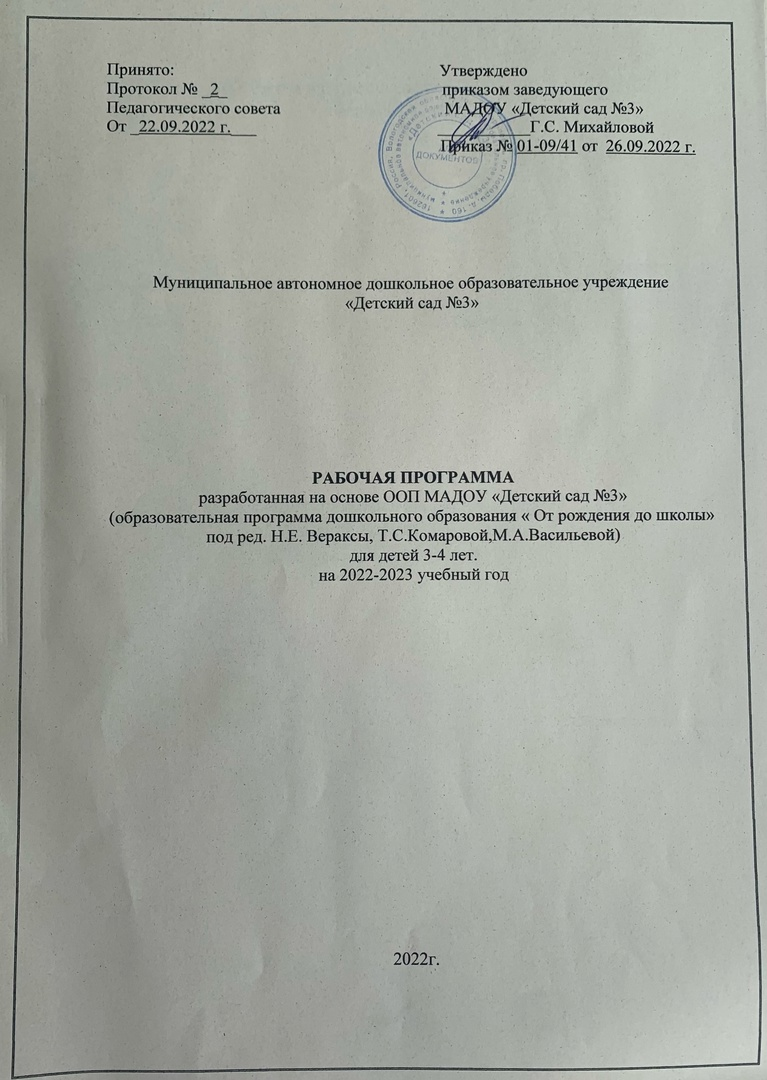 Принято:
Протокол № 2
Педагогического совета
От 22.09.2022 г.
Утверждено
приказом заведующего
МАДОУ «Детский сад №3»
Г.С. Михайловой
Приказ № 01-09/41 от 26.09.2022 г.
ДОКУМЕНТОВ
Муниципальное автономное дошкольное образовательное учреждение
«Детский сад №3»
РАБОЧАЯ ПРОГРАММА
разработанная на основе ООП МАДОУ «Детский сад №3»
(образовательная программа дошкольного образования « От рождения до школы»
под ред. Н.Е. Вераксы, Т.С.Комаровой,М.А.Васильевой)
для детей 3-4 лет.
на 2022-2023 учебный год
2022г.